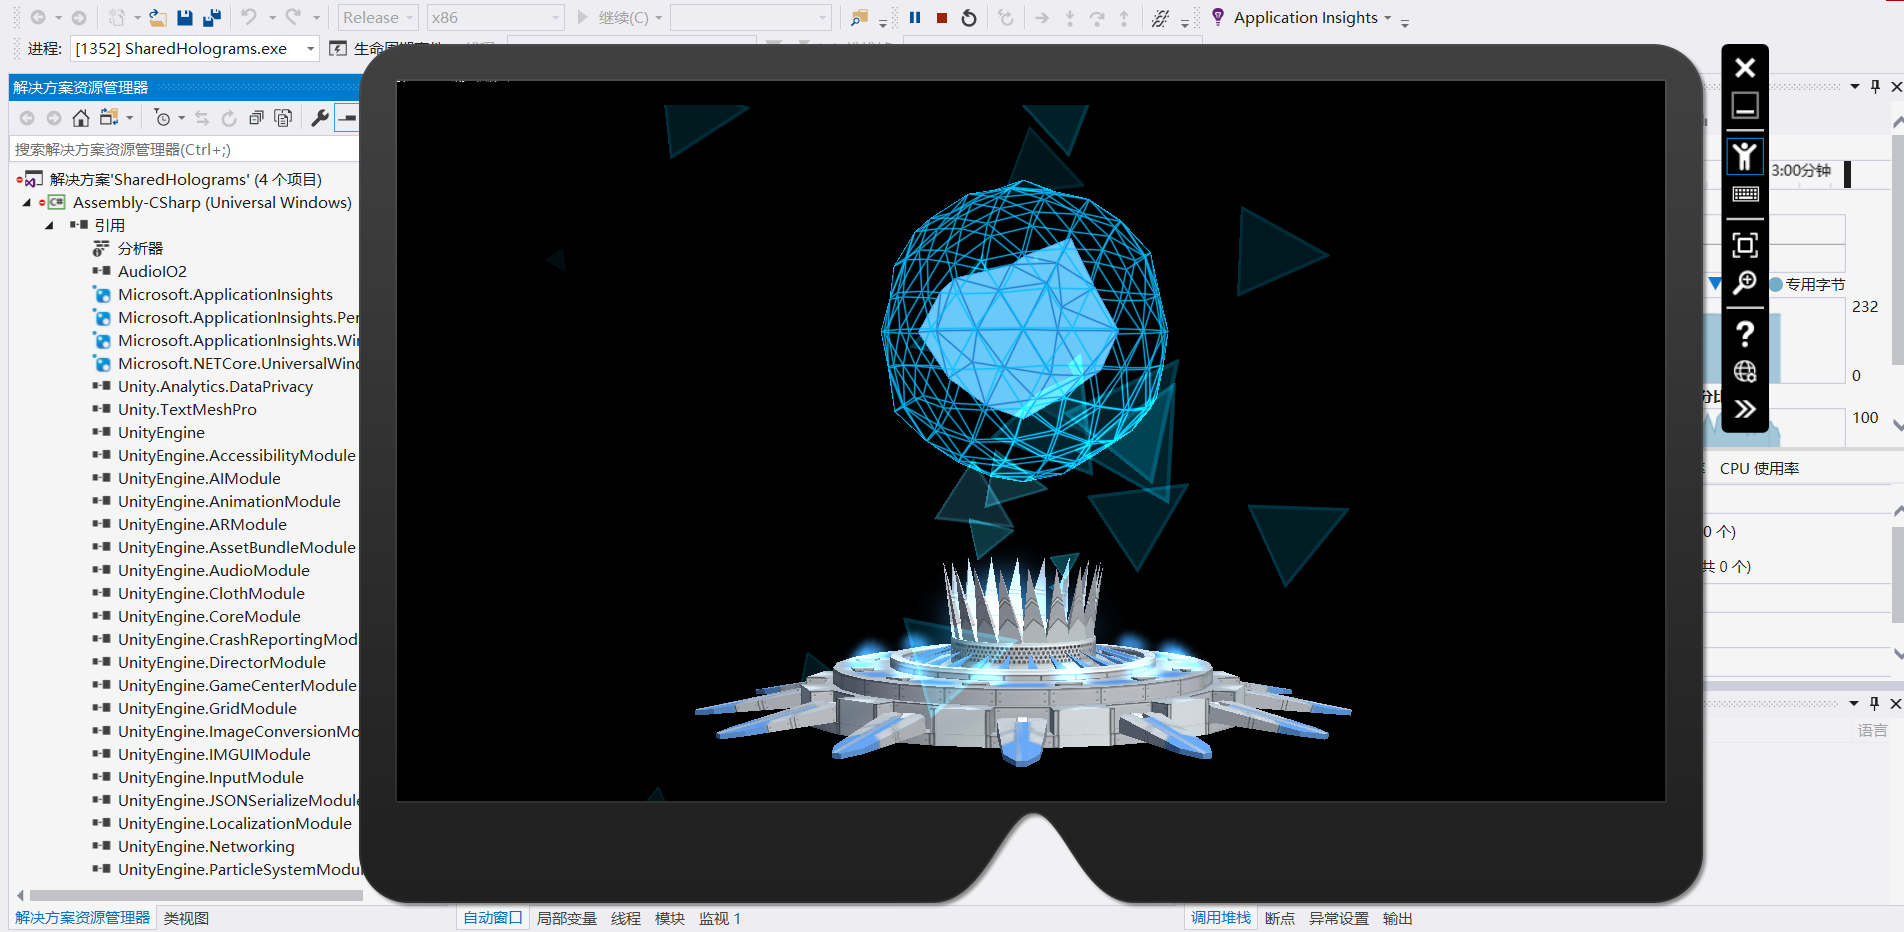 Release x86 继续(C) Application Insights
进程: [1352] SharedHolograms.exe
解决方案资源管理器
搜索解决方案资源管理器(Ctrl+;)
解决方案'SharedHolograms' (4 个项目)
Assembly-CSharp (Universal Windows)
引用
分析器
AudioIO2
Microsoft.ApplicationInsights
Microsoft.ApplicationInsights.Per
Microsoft.ApplicationInsights.Wi
Microsoft.NETCore.UniversalWind
Unity.Analytics.DataPrivacy
Unity.TextMeshPro
UnityEngine
UnityEngine.AccessibilityModule
UnityEngine.AIModule
UnityEngine.AnimationModule
UnityEngine.ARModule
UnityEngine.AssetBundleModule
UnityEngine.AudioModule
UnityEngine.ClothModule
UnityEngine.CoreModule
UnityEngine.CrashReportingMod
UnityEngine.DirectorModule
UnityEngine.GameCenterModule
UnityEngine.GridModule
UnityEngine.ImageConversionMo
UnityEngine.IMGUIModule
UnityEngine.InputModule
UnityEngine.JSONSerializeModule
UnityEngine.LocalizationModule
UnityEngine.Networking
UnityEngine.ParticleSystemModu
解决方案资源管理器 类视图
自动窗口 局部变量 线程 模块 监视 1
调用堆栈 断点 异常设置 输出
3:00分钟
专用字节
232
0
100
CPU 使用率
0 个)
共 0 个)
语言